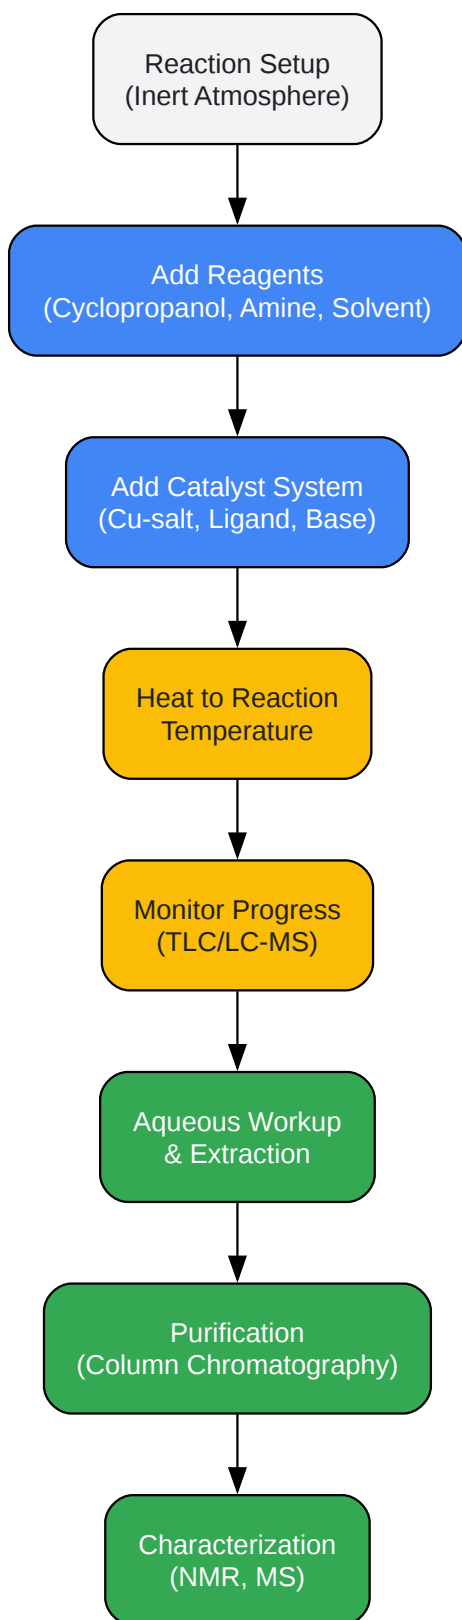 Reaction Setup
(Inert Atmosphere)
Add Reagents
(Cyclopropanol, Amine, Solvent)
Add Catalyst System
(Cu-salt, Ligand, Base)
Heat to Reaction
Temperature
Monitor Progress
(TLC/LC-MS)
Aqueous Workup
& Extraction
Purification
(Column Chromatography)
Characterization
(NMR, MS)